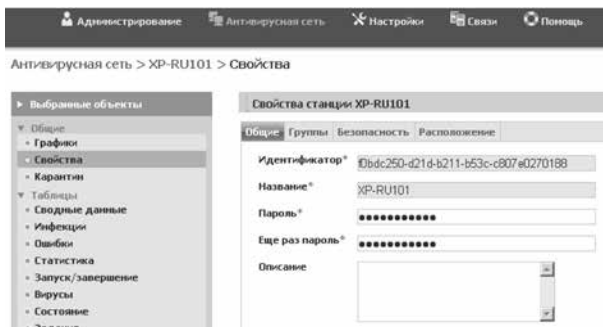 Администрирование Антивирусная сеть Настройки Связи Помощь
Антивирусная сеть > XP-RU101 > Свойства
Выбранные объекты
Общие
Графики
Свойства
Карантин
Таблицы
Сводные данные
Инфекции
Ошибки
Статистика
Запуск/завершение
Вирусы
Состояние
Свойства станции XP-RU101
Общие Группы Безопасность Расположение
Идентификатор* f0bdc250-d21d-b211-b53c-c807e0270188
Название* XP-RU101
Пароль* ●●●●●●●●●●●
Еще раз пароль* ●●●●●●●●●●●
Описание